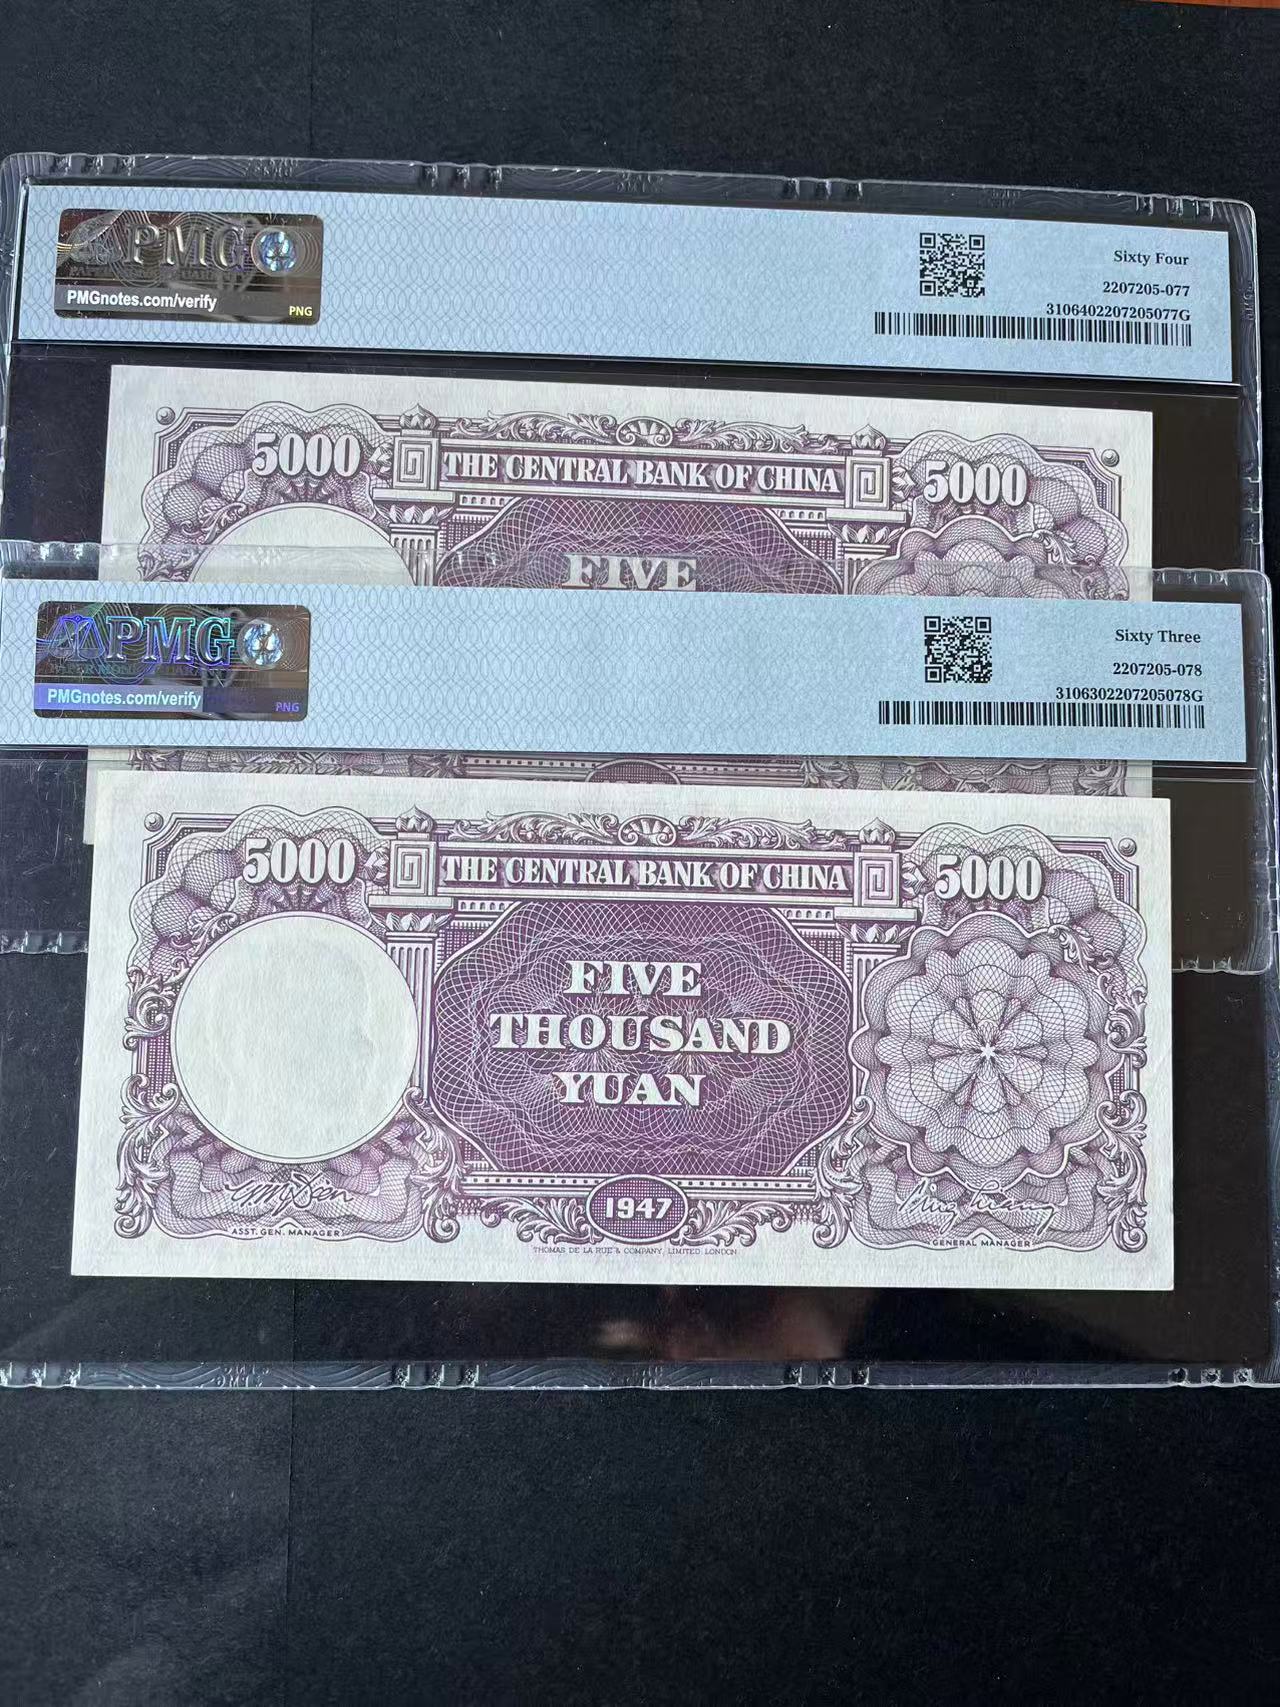 PMG
PMGnotes.com/verify
PNG
Sixty Four
2207205-077
3106402207205077G
5000
THE CENTRAL BANK OF CHINA
5000
FIVE
PMG
PMGnotes.com/verify
PNG
Sixty Three
2207205-078
3106302207205078G
5000
THE CENTRAL BANK OF CHINA
5000
FIVE
THOUSAND
YUAN
ASST. GEN. MANAGER
1947
GENERAL MANAGER
THOMAS DE LA RUE & COMPANY, LIMITED. LONDON